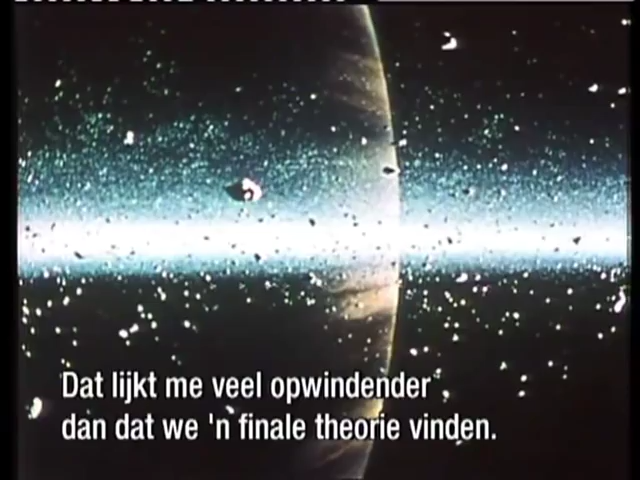 Dat lijkt me veel opwindender
dan dat we 'n finale theorie vinden.